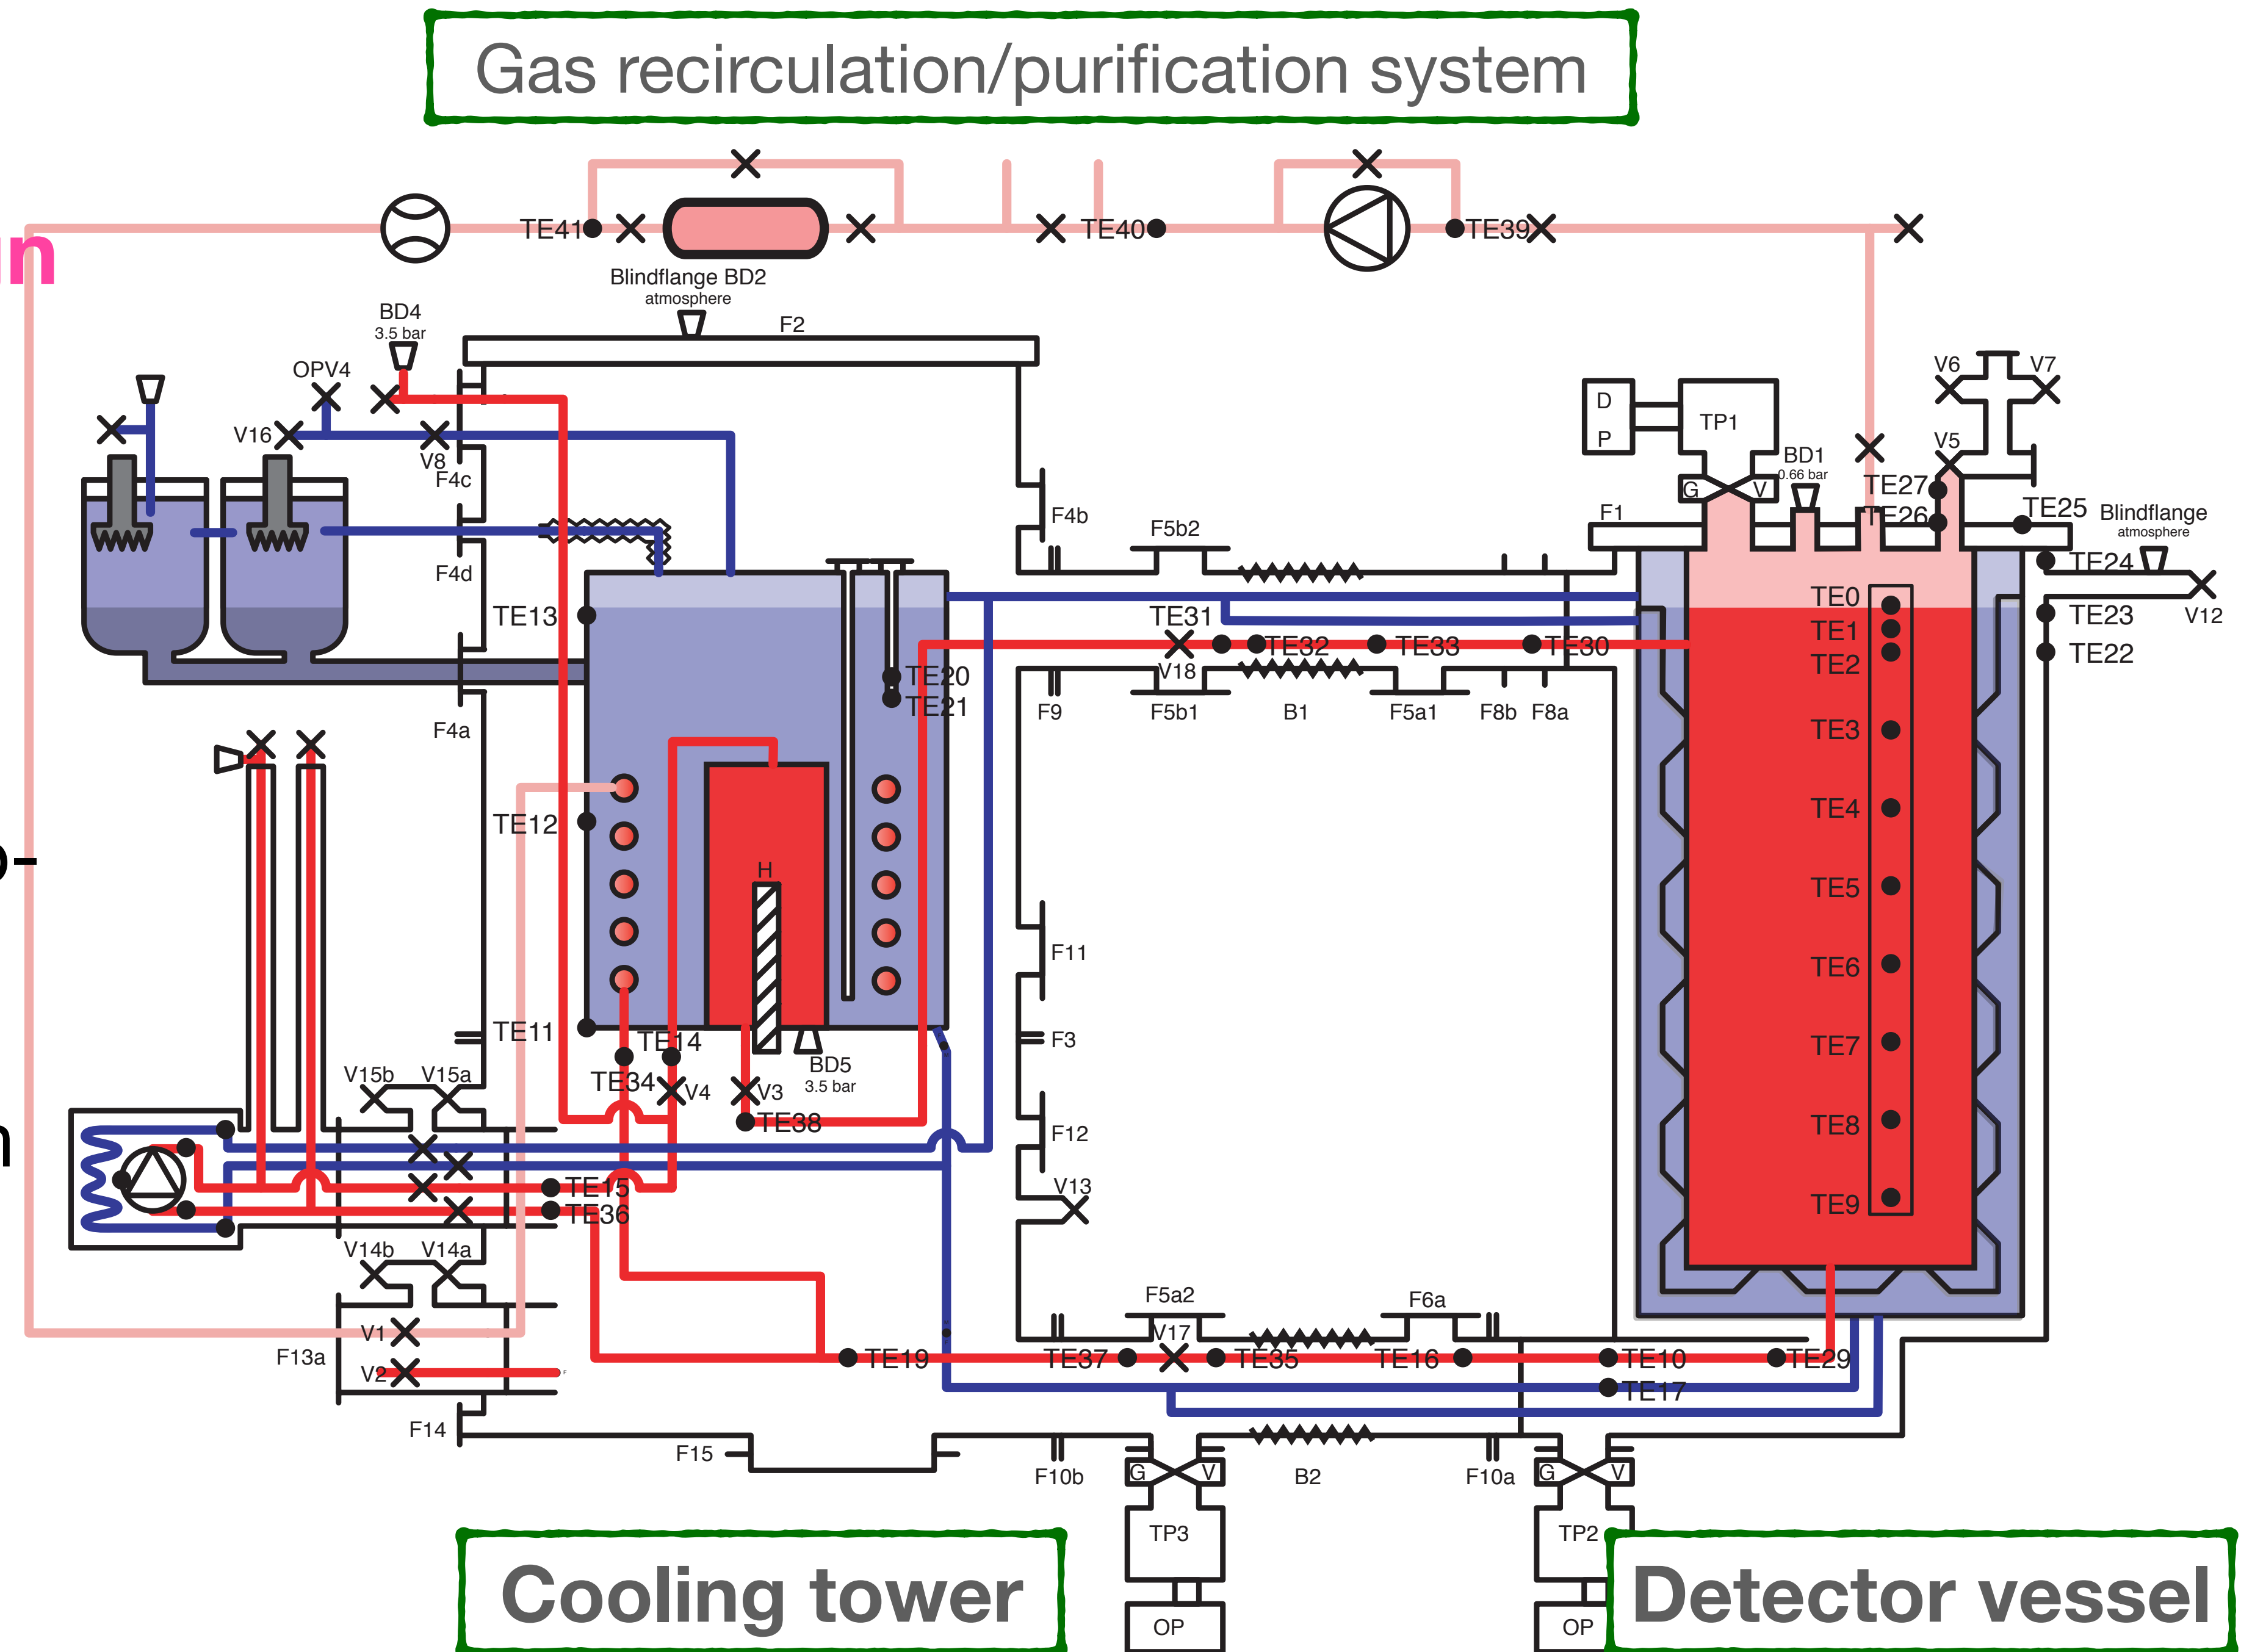 Gas recirculation/purification system
n
TE41
TE40
TE39
Blindflange BD2
atmosphere
BD4
3.5 bar
F2
OPV4
V6
V7
D
P
TP1
V16
V8
F4c
V5
BD1
0.66 bar
G
V
TE27
TE26
TE25
Blindflange
atmosphere
F4b
F1
F5b2
F4d
TE24
TE13
TE31
TE0
TE23
V12
TE32
TE33
TE30
TE1
TE22
V18
TE2
TE20
TE21
F4a
F9
F5b1
B1
F5a1
F8b
F8a
TE3
TE12
TE4
o-
H
TE5
F11
TE6
TE11
TE14
F3
TE7
BD5
3.5 bar
V15b
V15a
TE34
V4
V3
TE38
TE8
F12
n
TE15
TE36
V13
TE9
V14b
V14a
F5a2
F6a
V1
V17
F13a
TE19
TE37
TE35
TE16
TE10
TE29
V2
F
TE17
F14
F15
F10b
G
V
B2
F10a
G
V
TP3
TP2
Cooling tower
Detector vessel
OP
OP